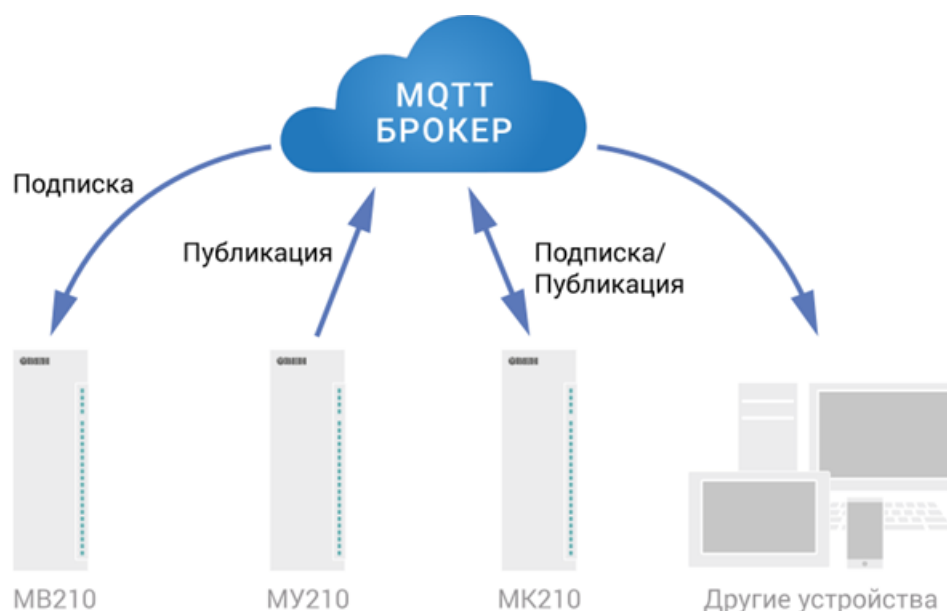 MQTT
БРОКЕР
Подписка
Публикация
Подписка/
Публикация
МВ210
МУ210
МК210
Другие устройства